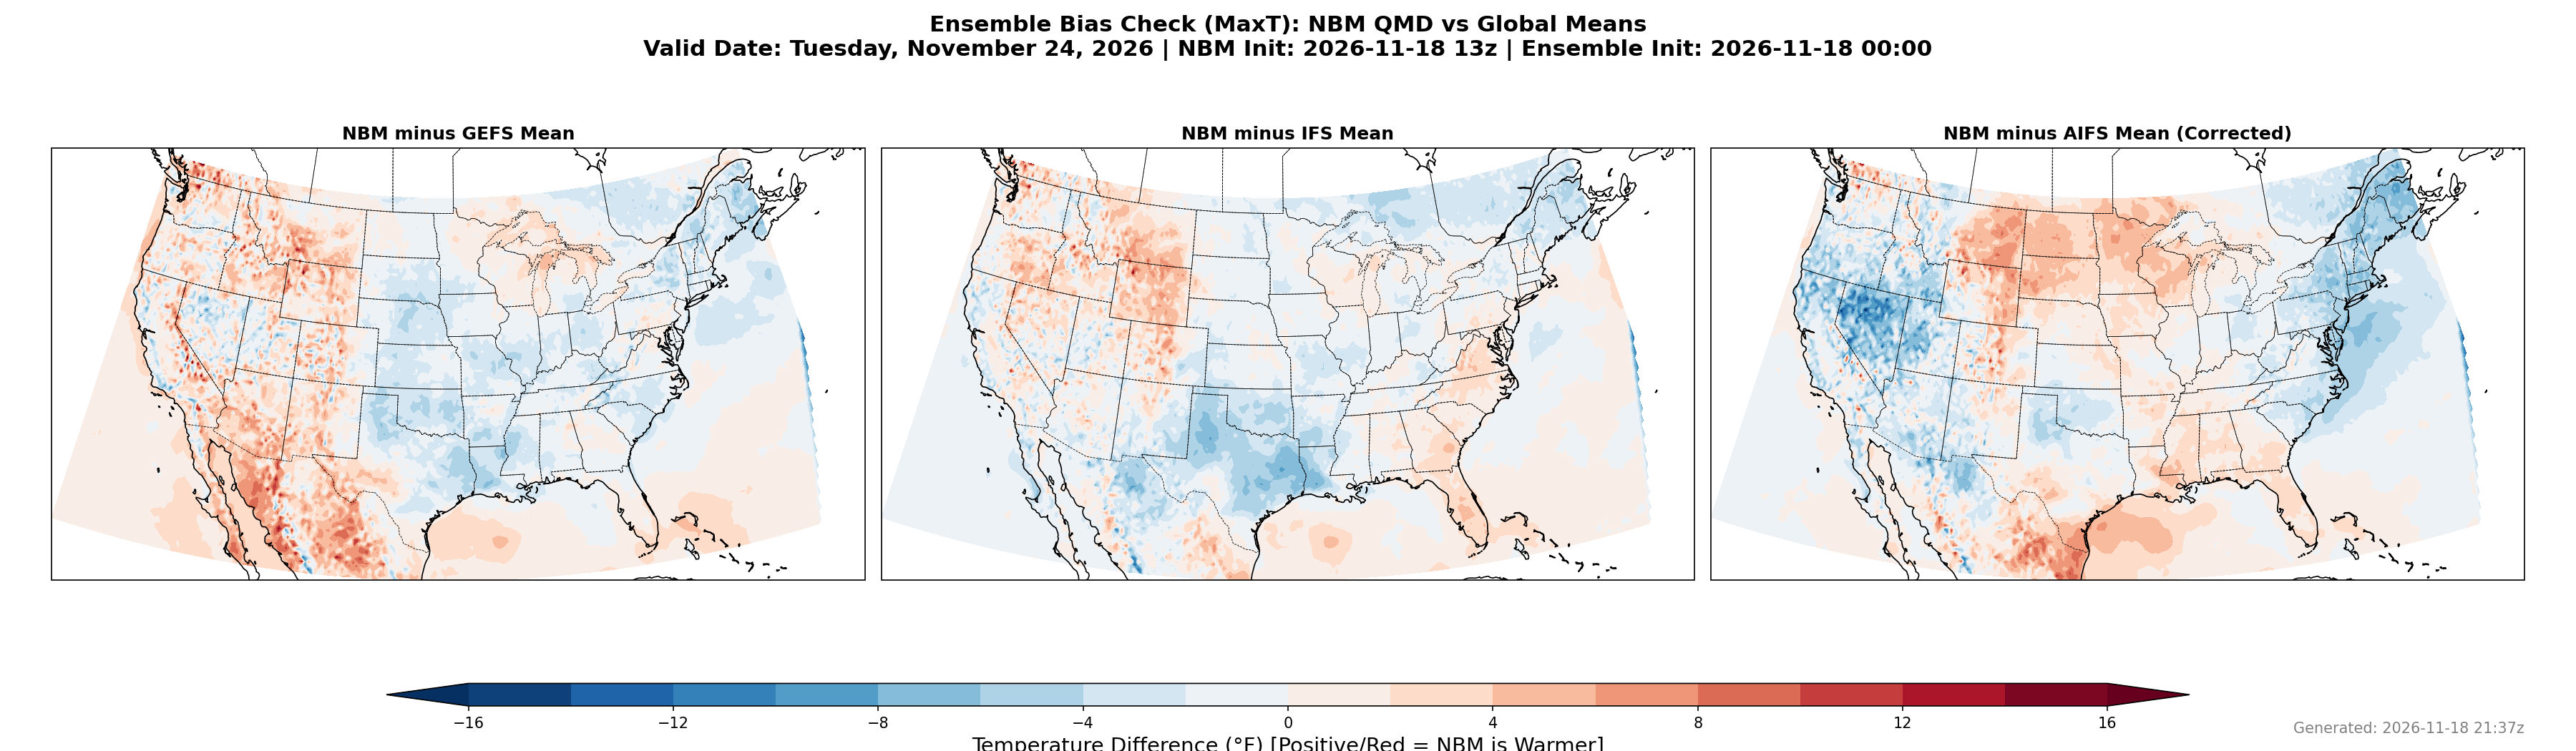 Ensemble Bias Check (MaxT): NBM QMD vs Global Means
Valid Date: Tuesday, November 24, 2026 | NBM Init: 2026-11-18 13z | Ensemble Init: 2026-11-18 00:00
NBM minus GEFS Mean
NBM minus IFS Mean
NBM minus AIFS Mean (Corrected)
−16 −12 −8 −4 0 4 8 12 16
Generated: 2026-11-18 21:37z
Temperature Difference (°F) [Positive/Red = NBM is Warmer]